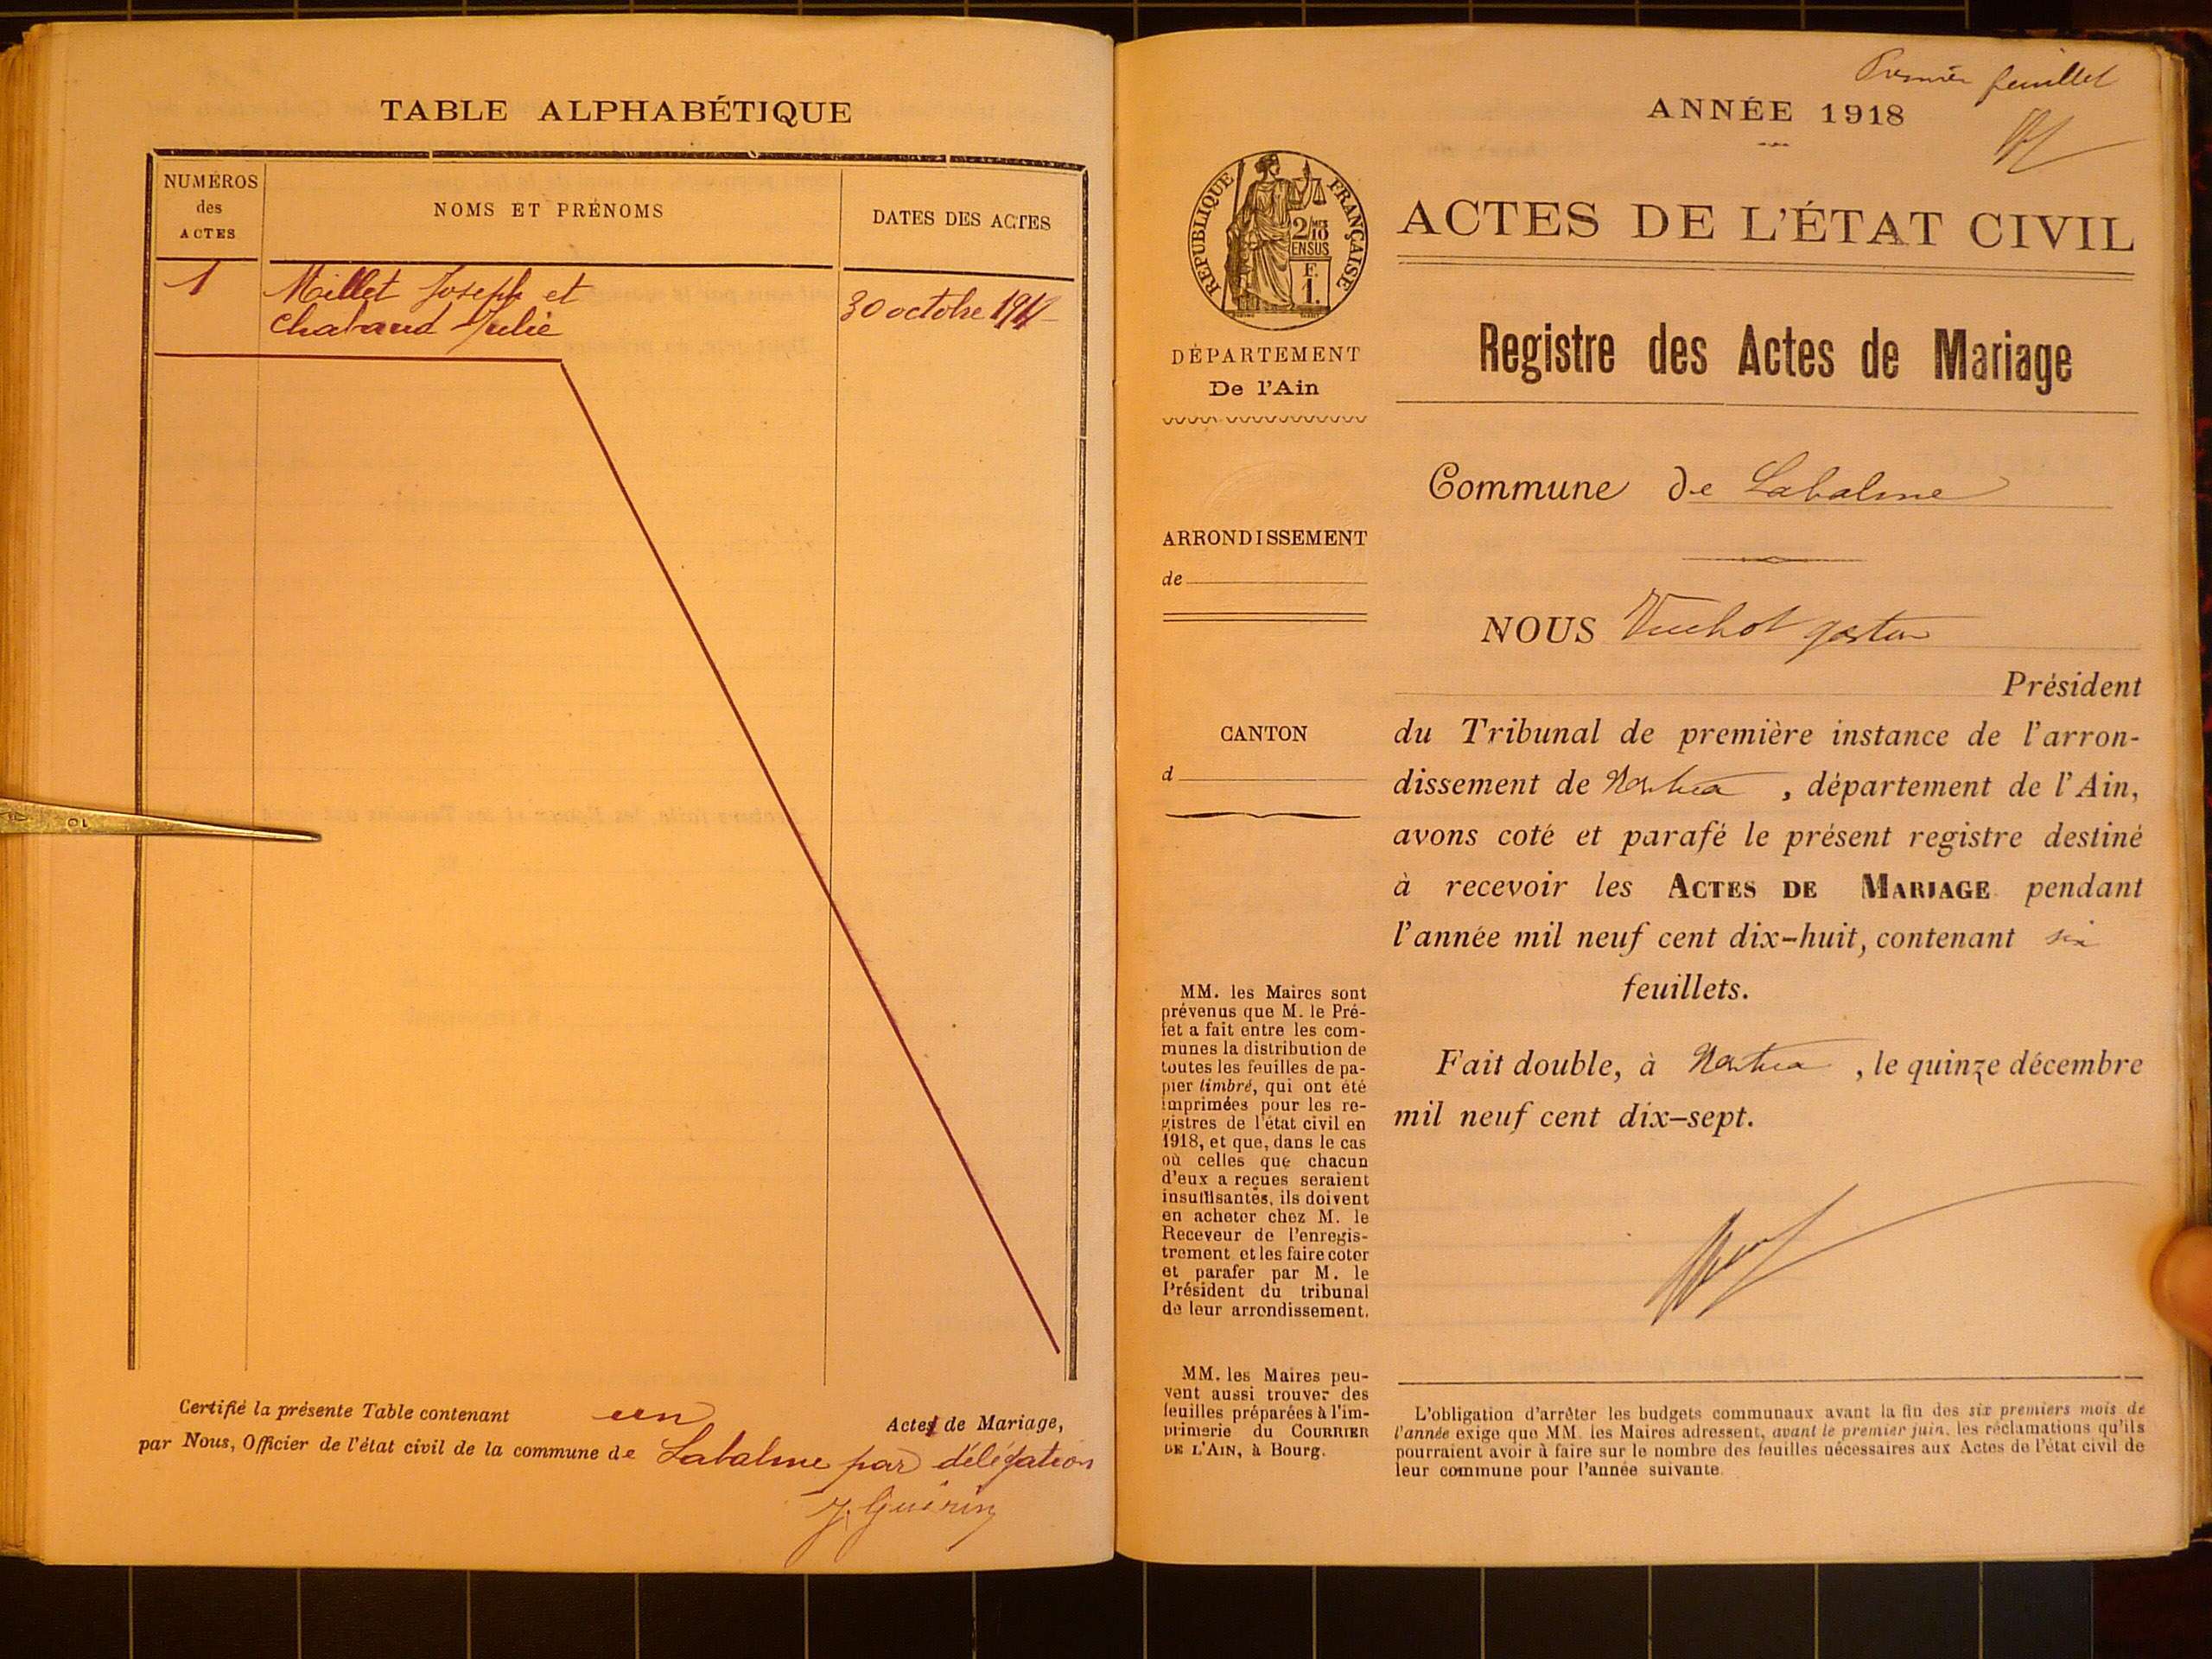 TABLE ALPHABÉTIQUE
NUMÉROS
des
ACTES
NOMS ET PRÉNOMS
DATES DES ACTES
1
Millet Joseph et
Chabaud Julie
30 octobre
Certifié la présente Table contenant un Actes de Mariage,
par Nous, Officier de l'état civil de la commune de Labalme par délégation
J. Guérin
Premier feuillet
ANNÉE 1918
RÉPUBLIQUE FRANÇAISE
2/10
EN SUS
F.
1.
DÉPARTEMENT
De l'Ain
ARRONDISSEMENT
de
CANTON
d
MM. les Maires sont
prévenus que M. le Pré-
fet a fait entre les com-
munes la distribution de
toutes les feuilles de pa-
pier timbré, qui ont été
imprimées pour les re-
gistres de l'état civil en
1918, et que, dans le cas
où celles que chacun
d'eux a reçues seraient
insuffisantes, ils doivent
en acheter chez M. le
Receveur de l'enregis-
trement et les faire coter
et parafer par M. le
Président du tribunal
de leur arrondissement.
MM. les Maires peu-
vent aussi trouver des
feuilles préparées à l'im-
primerie du COURRIER
DE L'AIN, à Bourg.
ACTES DE L'ÉTAT CIVIL
Registre des Actes de Mariage
Commune de Labalme
NOUS Vuchot gaston
Président
du Tribunal de première instance de l'arron-
dissement de Nantua, département de l'Ain,
avons coté et parafé le présent registre destiné
à recevoir les ACTES DE MARIAGE pendant
l'année mil neuf cent dix-huit, contenant six
feuillets.
Fait double, à Nantua, le quinze décembre
mil neuf cent dix-sept.
L'obligation d'arrêter les budgets communaux avant la fin des six premiers mois de
l'année exige que MM. les Maires adressent, avant le premier juin, les réclamations qu'ils
pourraient avoir à faire sur le nombre des feuilles nécessaires aux Actes de l'état civil de
leur commune pour l'année suivante.
10